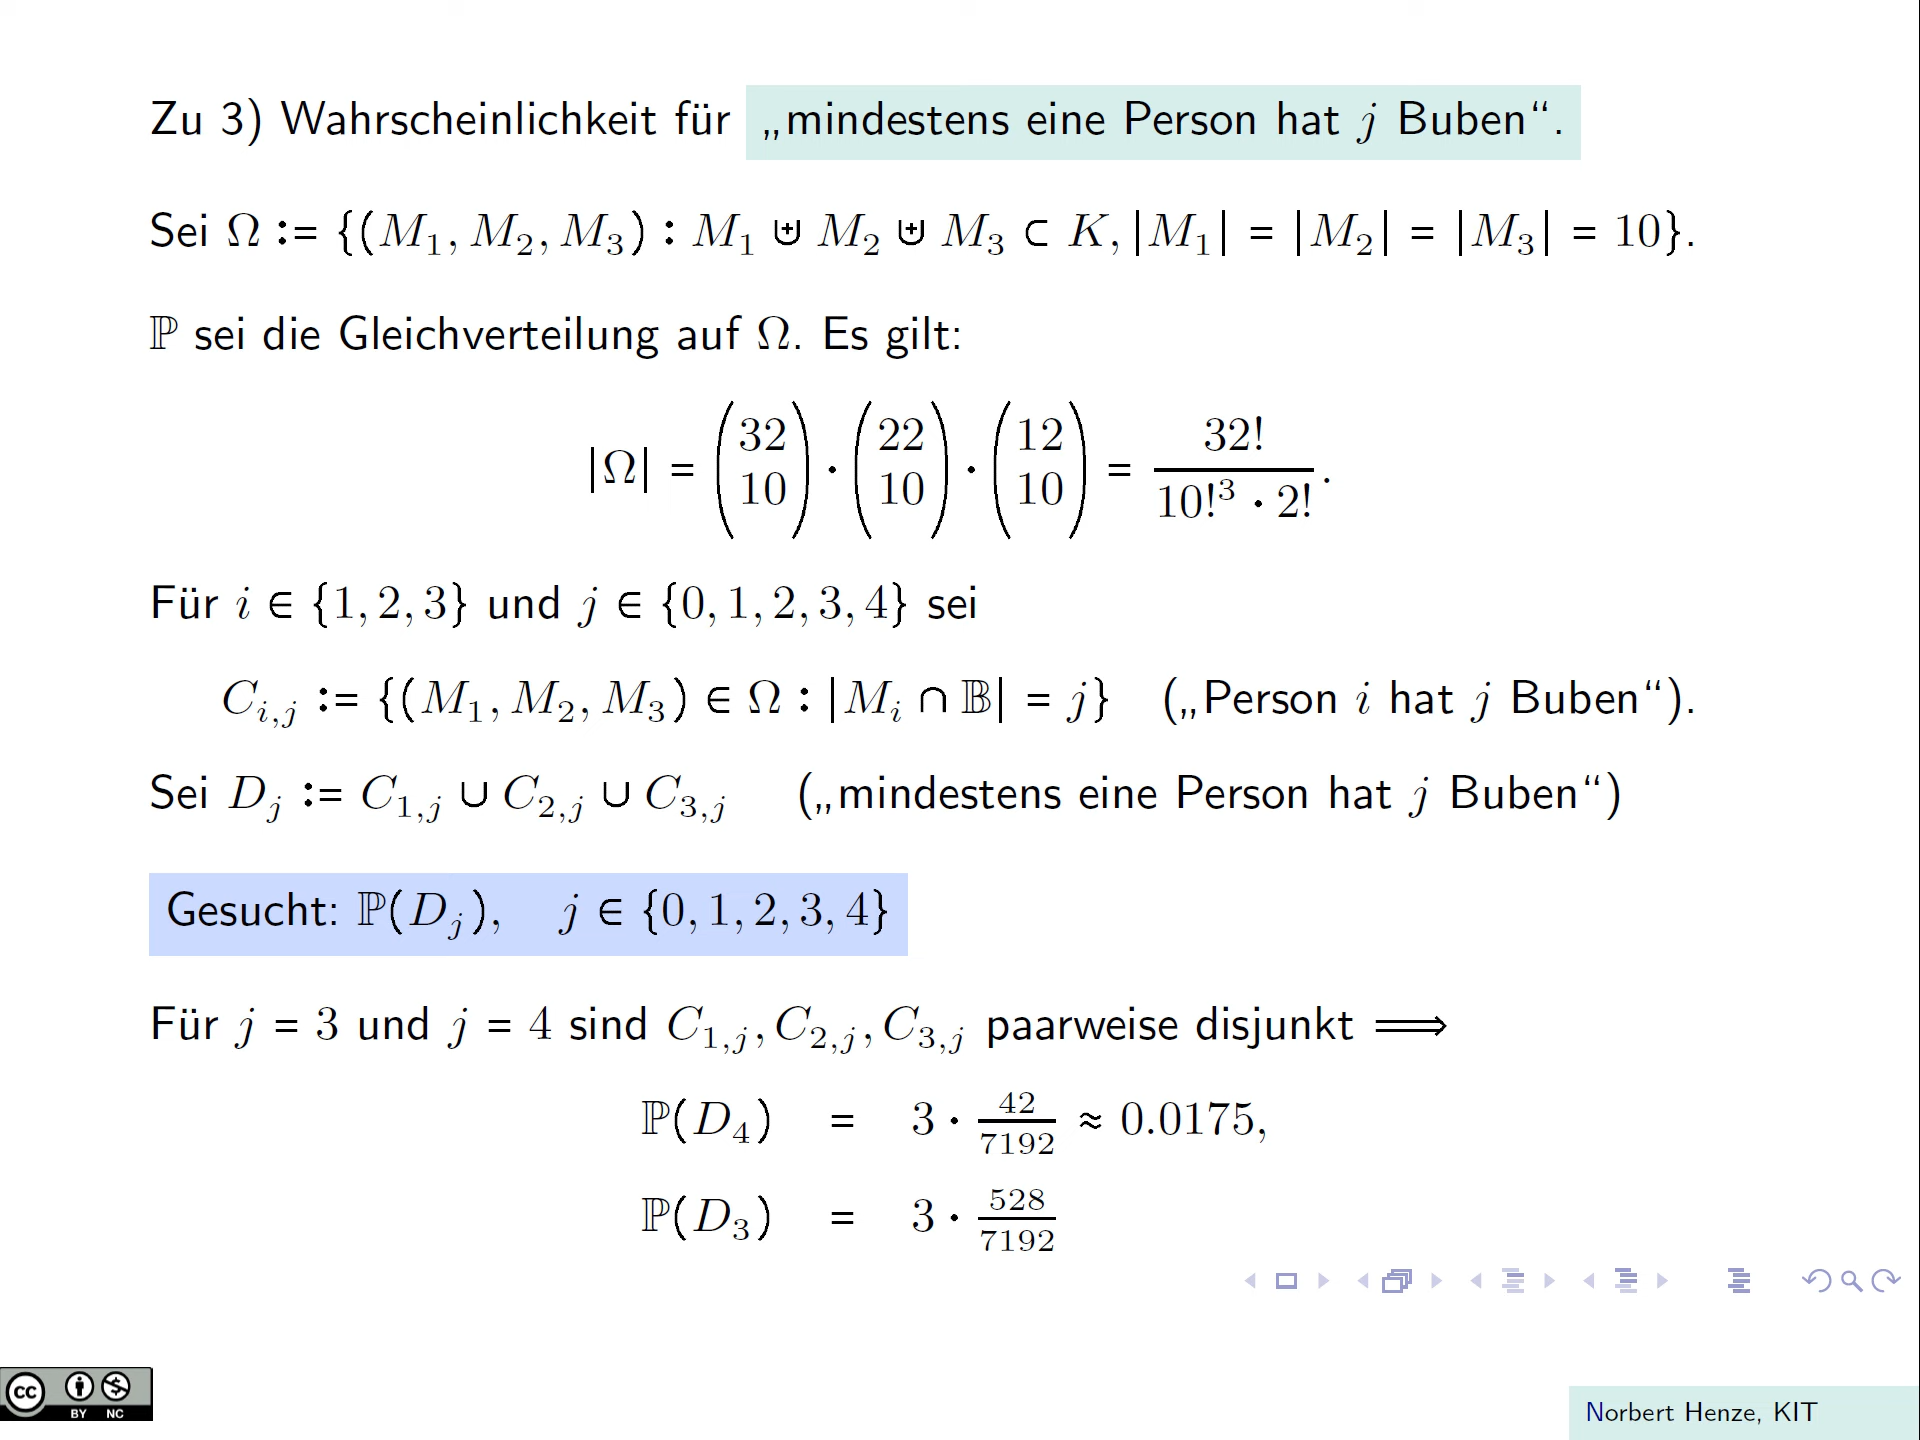 Zu 3) Wahrscheinlichkeit für „mindestens eine Person hat j Buben“.
Sei Ω := {(M₁, M₂, M₃) : M₁ ⊎ M₂ ⊎ M₃ ⊂ K, |M₁| = |M₂| = |M₃| = 10}.
ℙ sei die Gleichverteilung auf Ω. Es gilt:
|Ω| = (32 10) · (22 10) · (12 10) = 32! / 10!³ · 2! .
Für i ∈ {1, 2, 3} und j ∈ {0, 1, 2, 3, 4} sei
C_{i,j} := {(M₁, M₂, M₃) ∈ Ω : |M_i ∩ 𝔹| = j} („Person i hat j Buben“).
Sei D_j := C_{1,j} ∪ C_{2,j} ∪ C_{3,j} („mindestens eine Person hat j Buben“)
Gesucht: ℙ(D_j), j ∈ {0, 1, 2, 3, 4}
Für j = 3 und j = 4 sind C_{1,j}, C_{2,j}, C_{3,j} paarweise disjunkt ⟹
ℙ(D₄) = 3 · 42/7192 ≈ 0.0175,
ℙ(D₃) = 3 · 528/7192
cc BY NC
Norbert Henze, KIT